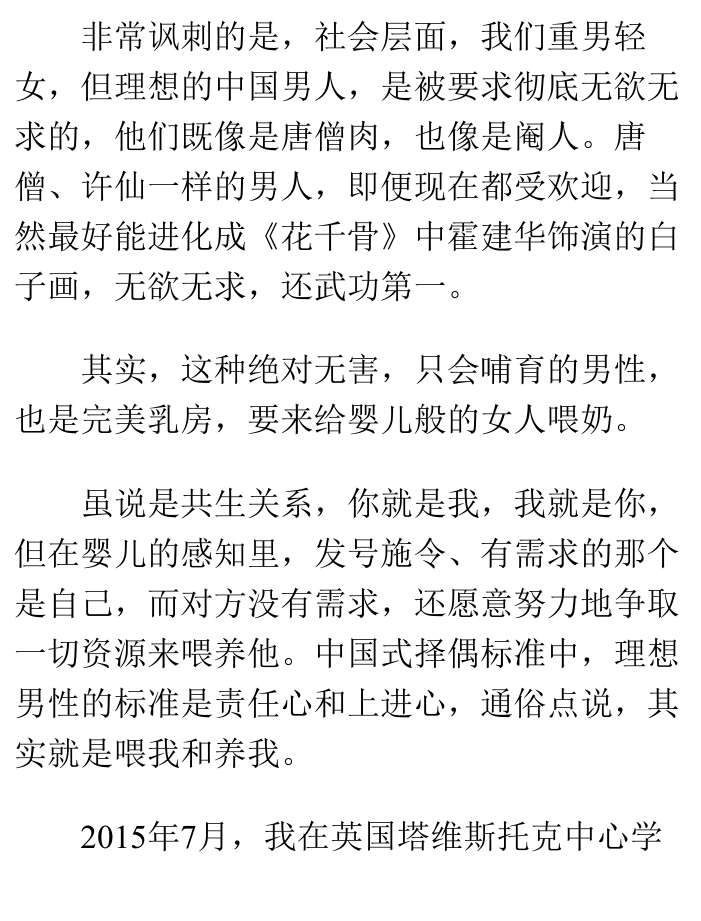 非常讽刺的是，社会层面，我们重男轻
女，但理想的中国男人，是被要求彻底无欲无
求的，他们既像是唐僧肉，也像是阉人。唐
僧、许仙一样的男人，即便现在都受欢迎，当
然最好能进化成《花千骨》中霍建华饰演的白
子画，无欲无求，还武功第一。
其实，这种绝对无害，只会哺育的男性，
也是完美乳房，要来给婴儿般的女人喂奶。
虽说是共生关系，你就是我，我就是你，
但在婴儿的感知里，发号施令、有需求的那个
是自己，而对方没有需求，还愿意努力地争取
一切资源来喂养他。中国式择偶标准中，理想
男性的标准是责任心和上进心，通俗点说，其
实就是喂我和养我。
2015年7月，我在英国塔维斯托克中心学